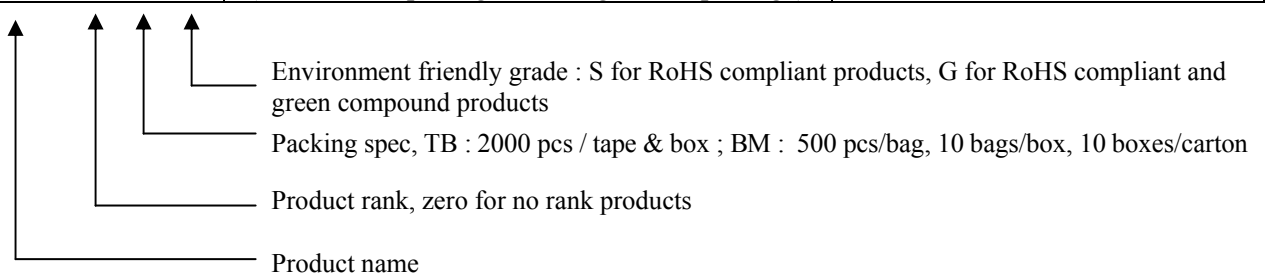 Environment friendly grade : S for RoHS compliant products, G for RoHS compliant and
green compound products
Packing spec, TB : 2000 pcs / tape & box ; BM : 500 pcs/bag, 10 bags/box, 10 boxes/carton
Product rank, zero for no rank products
Product name